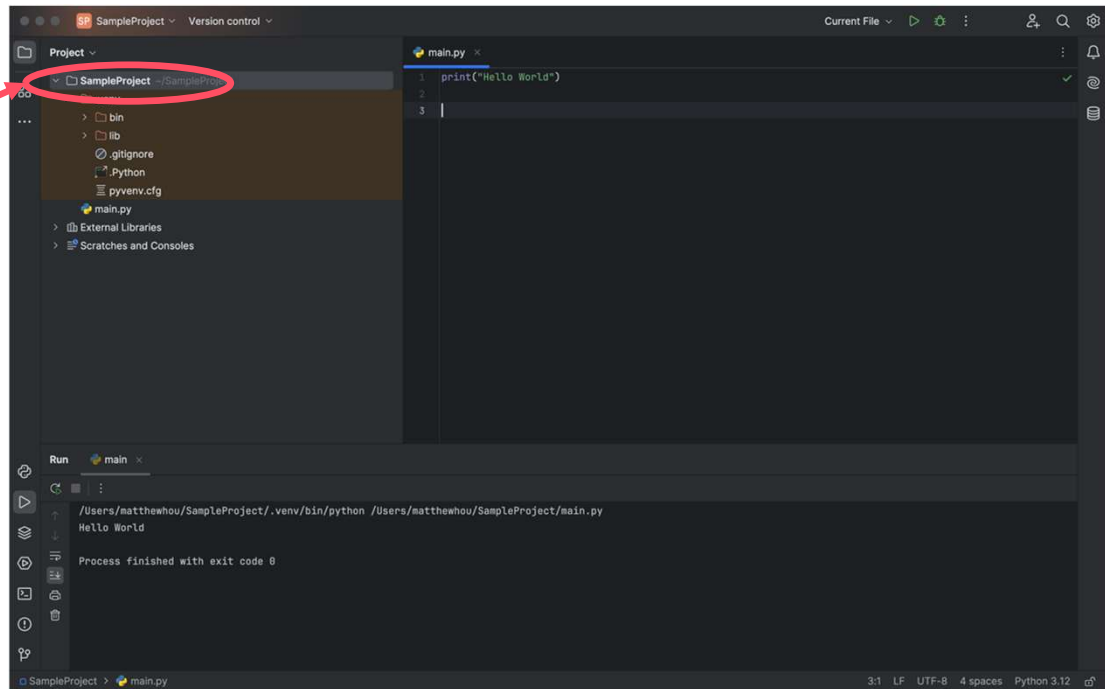 SP SampleProject Version control Current File
Project
main.py
SampleProject ~/SampleProject
bin
lib
.gitignore
.Python
pyvenv.cfg
main.py
External Libraries
Scratches and Consoles
1 print("Hello World")
2
3
Run main
/Users/matthewhou/SampleProject/.venv/bin/python /Users/matthewhou/SampleProject/main.py
Hello World
Process finished with exit code 0
SampleProject > main.py 3:1 LF UTF-8 4 spaces Python 3.12